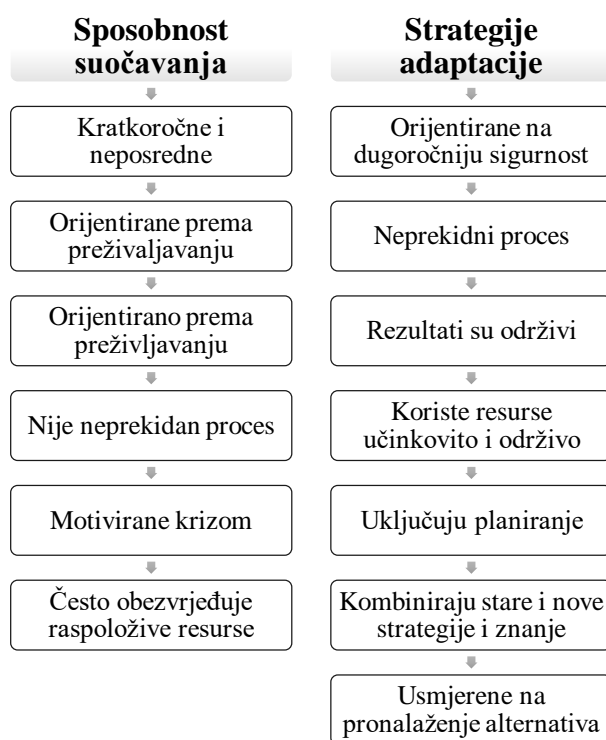 Sposobnost
suočavanja
Kratkoročne i
neposredne
Orijentirane prema
preživaljavanju
Orijentirano prema
preživljavanju
Nije neprekidan proces
Motivirane krizom
Često obezvrjeđuje
raspoložive resurse
Strategije
adaptacije
Orijentirane na
dugoročniju sigurnost
Neprekidni proces
Rezultati su održivi
Koriste resurse
učinkovito i održivo
Uključuju planiranje
Kombiniraju stare i nove
strategije i znanje
Usmjerene na
pronalaženje alternativa